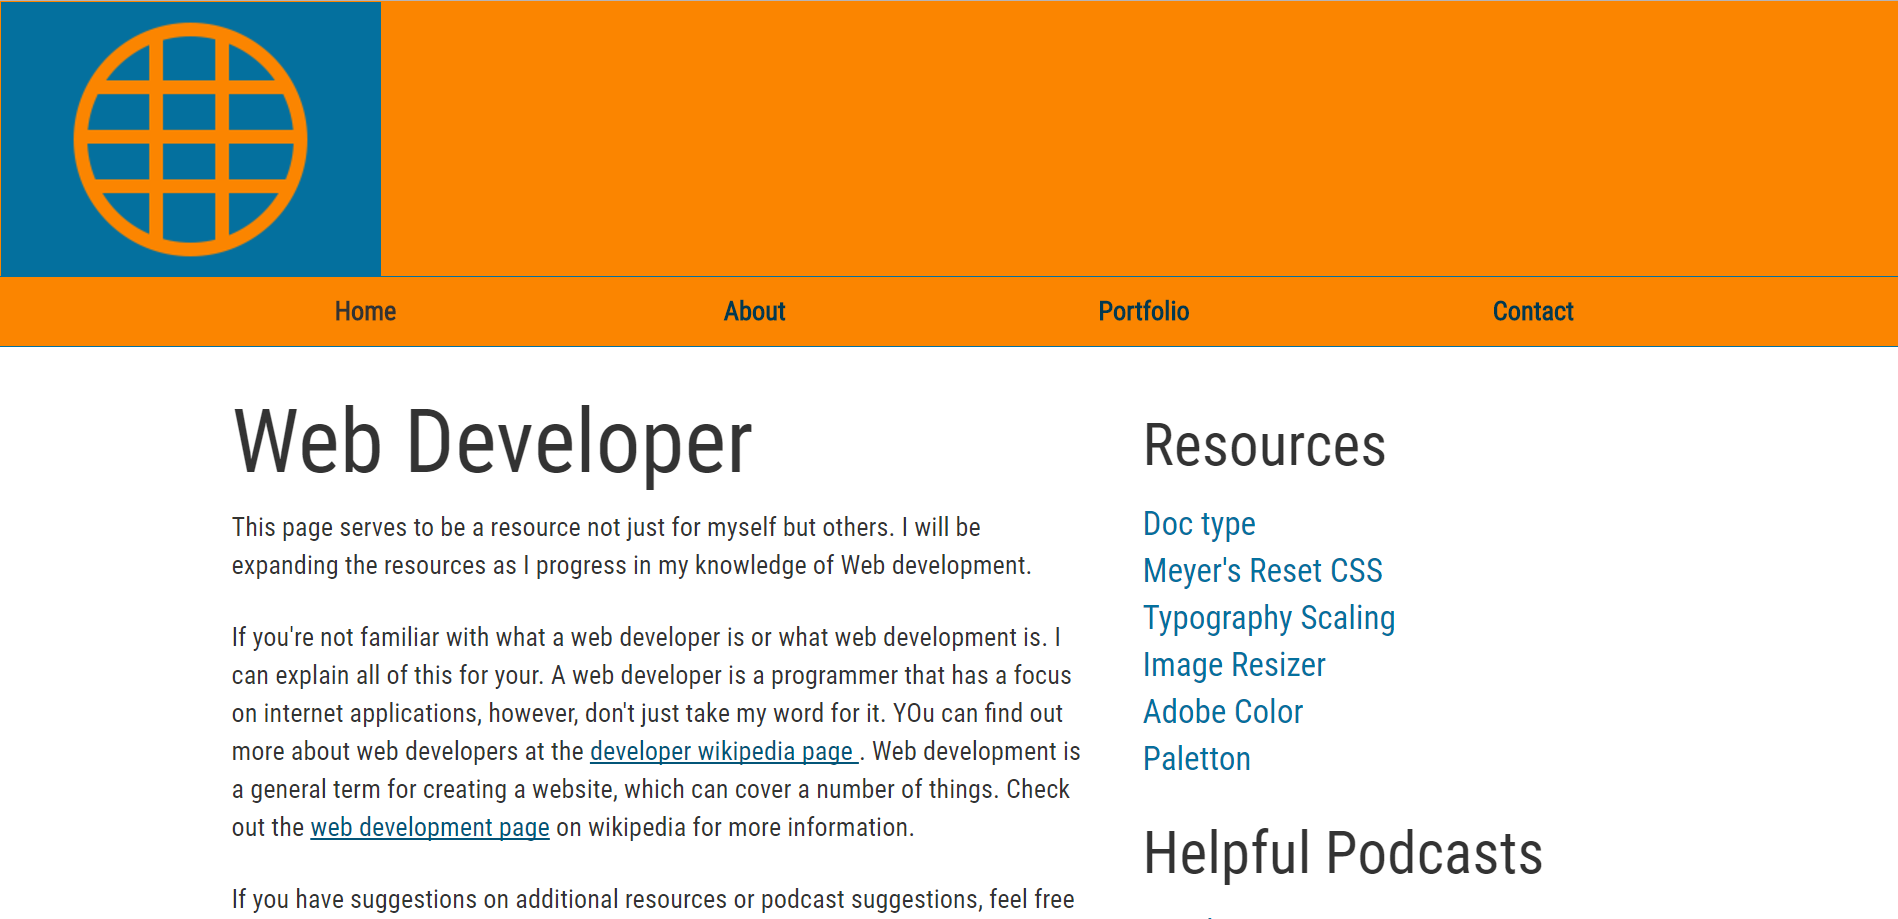 Home About Portfolio Contact
Web Developer
This page serves to be a resource not just for myself but others. I will be
expanding the resources as I progress in my knowledge of Web development.
If you're not familiar with what a web developer is or what web development is. I
can explain all of this for your. A web developer is a programmer that has a focus
on internet applications, however, don't just take my word for it. YOu can find out
more about web developers at the developer wikipedia page . Web development is
a general term for creating a website, which can cover a number of things. Check
out the web development page on wikipedia for more information.
If you have suggestions on additional resources or podcast suggestions, feel free
Resources
Doc type
Meyer's Reset CSS
Typography Scaling
Image Resizer
Adobe Color
Paletton
Helpful Podcasts